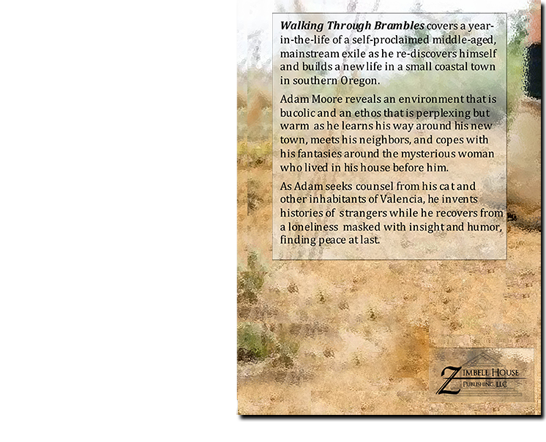 Walking Through Brambles covers a year-
in-the-life of a self-proclaimed middle-aged,
mainstream exile as he re-discovers himself
and builds a new life in a small coastal town
in southern Oregon.
Adam Moore reveals an environment that is
bucolic and an ethos that is perplexing but
warm as he learns his way around his new
town, meets his neighbors, and copes with
his fantasies around the mysterious woman
who lived in his house before him.
As Adam seeks counsel from his cat and
other inhabitants of Valencia, he invents
histories of strangers while he recovers from
a loneliness masked with insight and humor,
finding peace at last.
Zimbell House
Publishing LLC